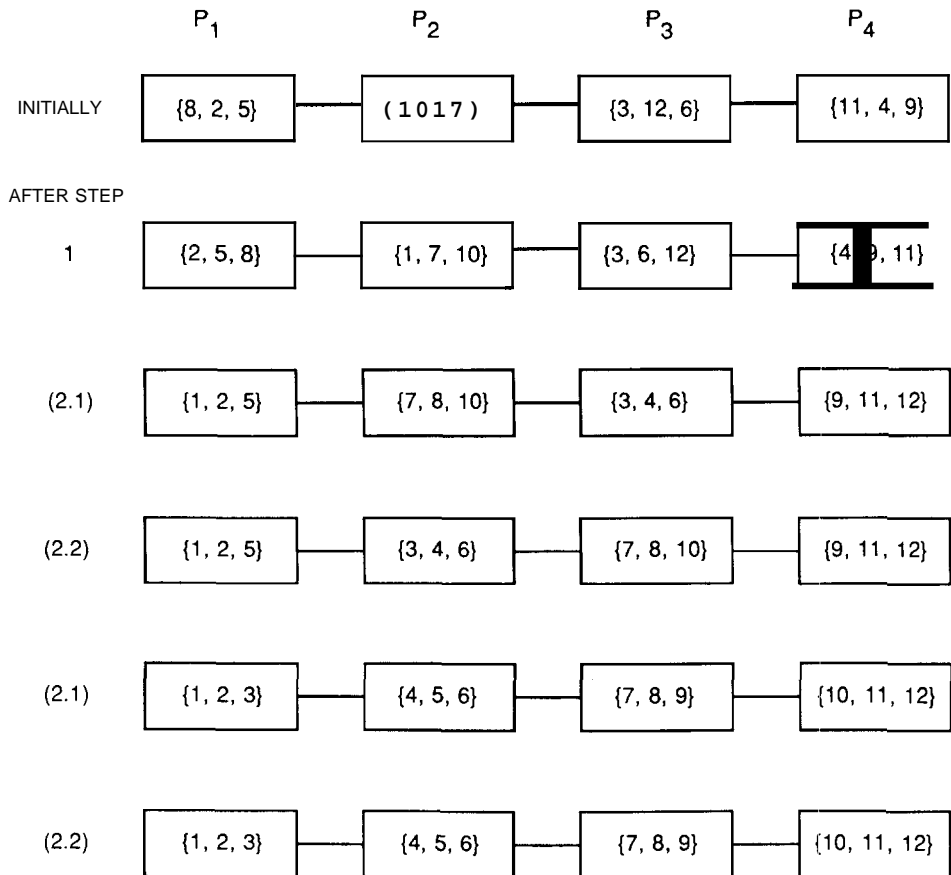 P1 P2 P3 P4
INITIALLY {8, 2, 5} (1017) {3, 12, 6} {11, 4, 9}
AFTER STEP
1 {2, 5, 8} {1, 7, 10} {3, 6, 12} {4 9, 11}
(2.1) {1, 2, 5} {7, 8, 10} {3, 4, 6} {9, 11, 12}
(2.2) {1, 2, 5} {3, 4, 6} {7, 8, 10} {9, 11, 12}
(2.1) {1, 2, 3} {4, 5, 6} {7, 8, 9} {10, 11, 12}
(2.2) {1, 2, 3} {4, 5, 6} {7, 8, 9} {10, 11, 12}